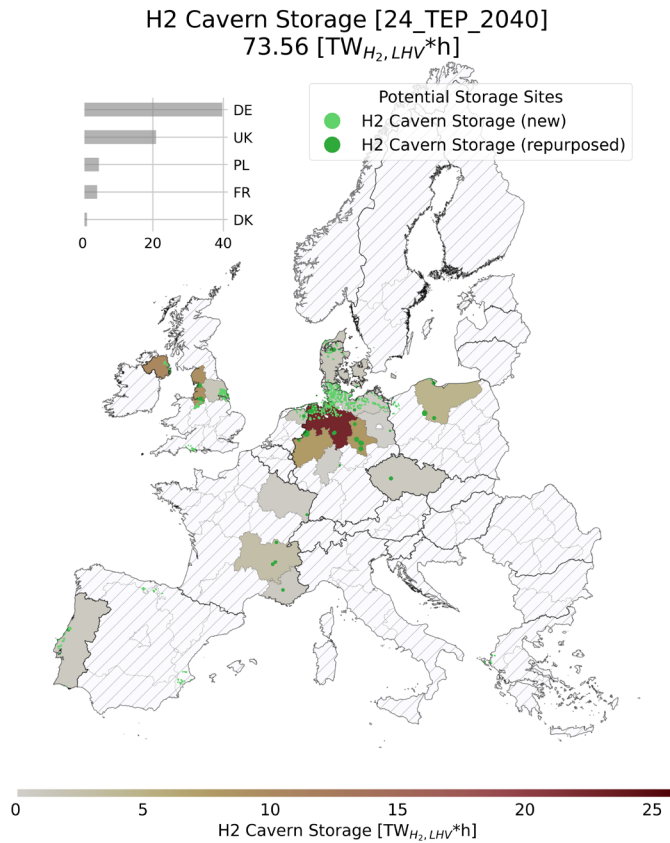 H2 Cavern Storage [24_TEP_2040]
73.56 [TW_{H_2, LHV}*h]
Potential Storage Sites
H2 Cavern Storage (new)
H2 Cavern Storage (repurposed)
DE
UK
PL
FR
DK
0 20 40
0 5 10 15 20 25
H2 Cavern Storage [TW_{H_2, LHV}*h]